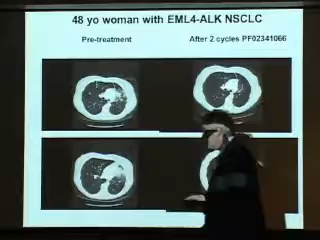 48 yo woman with EML4-ALK NSCLC
Pre-treatment
After 2 cycles PF02341066